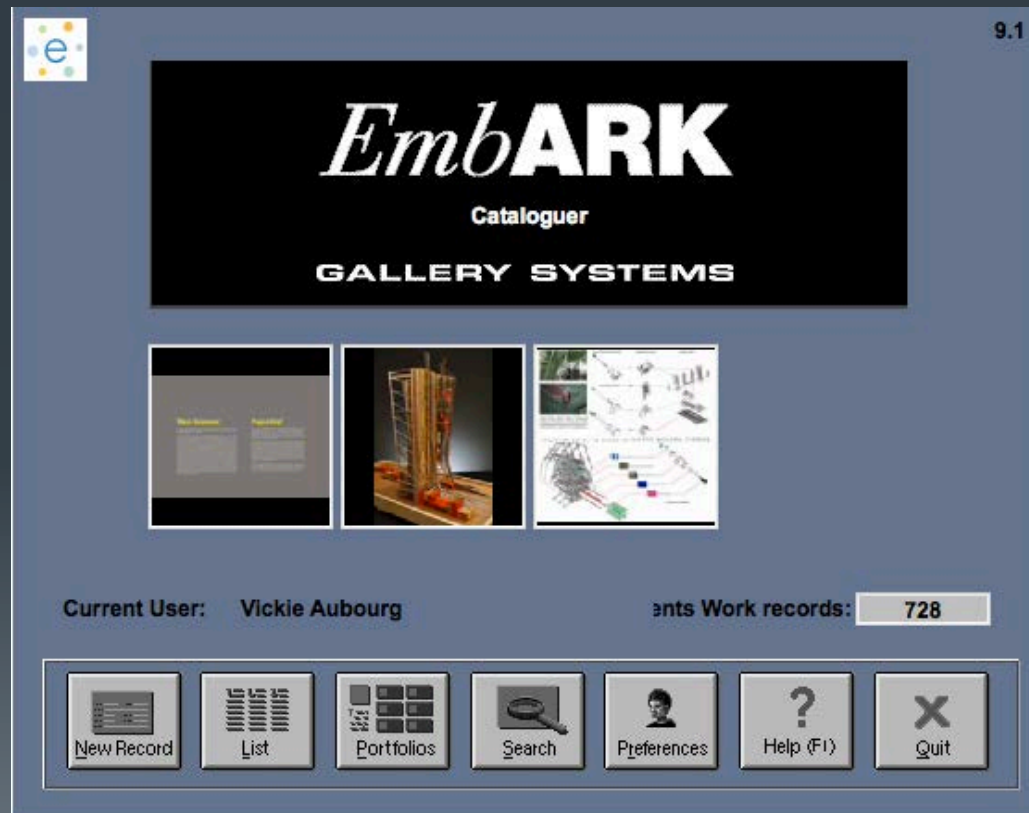 e
9.1
EmbARK
Cataloguer
GALLERY SYSTEMS
Current User: Vickie Aubourg
ents Work records: 728
New Record
List
Portfolios
Search
Preferences
Help (F1)
Quit